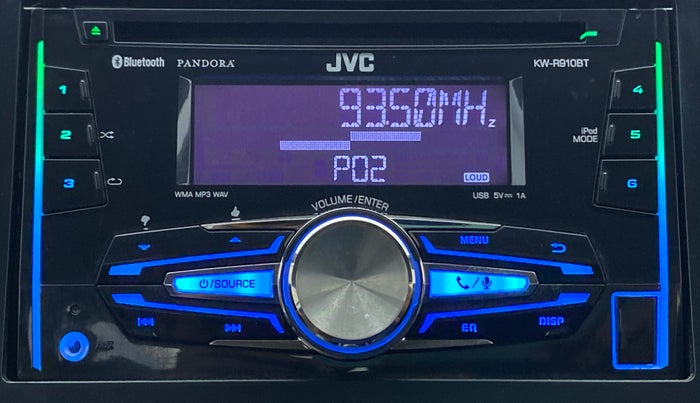 Bluetooth PANDORA JVC KW-R910BT
1 93.50MHz 4
2 iPod MODE 5
3 P02 LOUD 6
WMA MP3 WAV USB 5V 1A
VOLUME/ENTER
MENU
/SOURCE /
EQ DISP